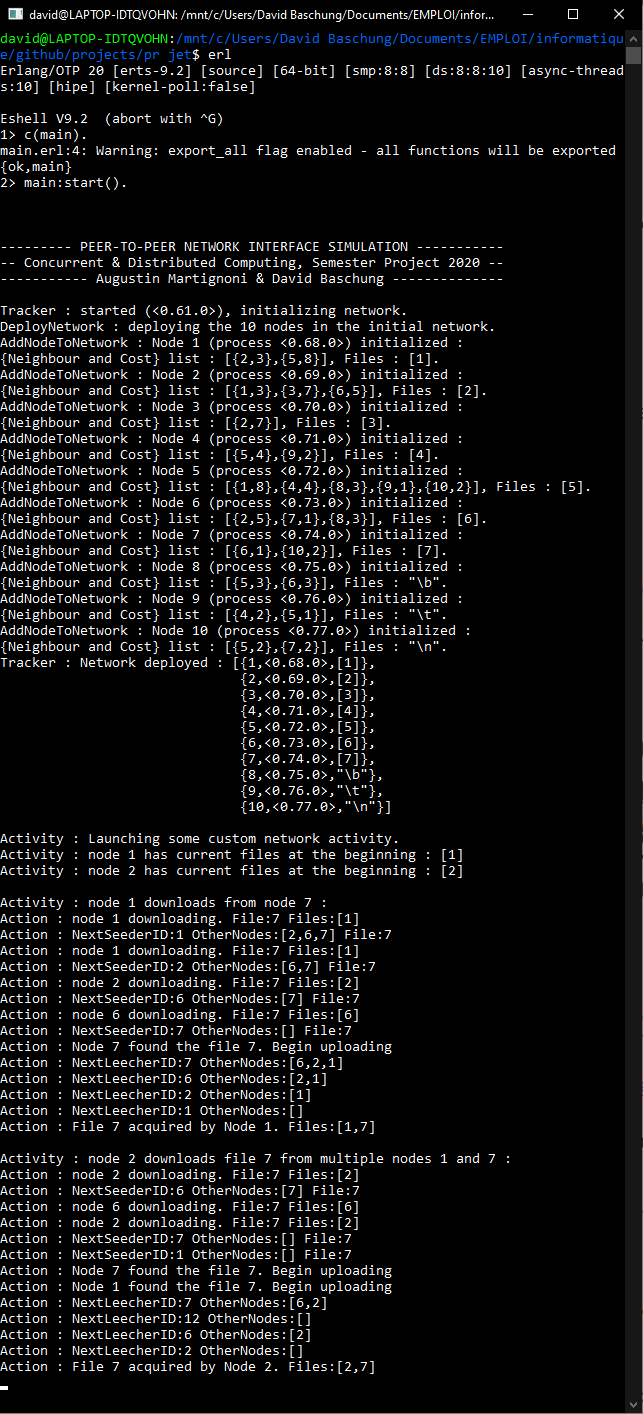 david@LAPTOP-IDTQVOHN: /mnt/c/Users/David Baschung/Documents/EMPLOI/infor...
david@LAPTOP-IDTQVOHN:/mnt/c/Users/David Baschung/Documents/EMPLOI/informatiqu
e/github/projects/pr jet$ erl
Erlang/OTP 20 [erts-9.2] [source] [64-bit] [smp:8:8] [ds:8:8:10] [async-thread
s:10] [hipe] [kernel-poll:false]
Eshell V9.2  (abort with ^G)
1> c(main).
main.erl:4: Warning: export_all flag enabled - all functions will be exported
{ok,main}
2> main:start().
--------- PEER-TO-PEER NETWORK INTERFACE SIMULATION -----------
-- Concurrent & Distributed Computing, Semester Project 2020 --
----------- Augustin Martignoni & David Baschung --------------
Tracker : started (<0.61.0>), initializing network.
DeployNetwork : deploying the 10 nodes in the initial network.
AddNodeToNetwork : Node 1 (process <0.68.0>) initialized :
{Neighbour and Cost} list : [{2,3},{5,8}], Files : [1].
AddNodeToNetwork : Node 2 (process <0.69.0>) initialized :
{Neighbour and Cost} list : [{1,3},{3,7},{6,5}], Files : [2].
AddNodeToNetwork : Node 3 (process <0.70.0>) initialized :
{Neighbour and Cost} list : [{2,7}], Files : [3].
AddNodeToNetwork : Node 4 (process <0.71.0>) initialized :
{Neighbour and Cost} list : [{5,4},{9,2}], Files : [4].
AddNodeToNetwork : Node 5 (process <0.72.0>) initialized :
{Neighbour and Cost} list : [{1,8},{4,4},{8,3},{9,1},{10,2}], Files : [5].
AddNodeToNetwork : Node 6 (process <0.73.0>) initialized :
{Neighbour and Cost} list : [{2,5},{7,1},{8,3}], Files : [6].
AddNodeToNetwork : Node 7 (process <0.74.0>) initialized :
{Neighbour and Cost} list : [{6,1},{10,2}], Files : [7].
AddNodeToNetwork : Node 8 (process <0.75.0>) initialized :
{Neighbour and Cost} list : [{5,3},{6,3}], Files : "\b".
AddNodeToNetwork : Node 9 (process <0.76.0>) initialized :
{Neighbour and Cost} list : [{4,2},{5,1}], Files : "\t".
AddNodeToNetwork : Node 10 (process <0.77.0>) initialized :
{Neighbour and Cost} list : [{5,2},{7,2}], Files : "\n".
Tracker : Network deployed : [{1,<0.68.0>,[1]},
{2,<0.69.0>,[2]},
{3,<0.70.0>,[3]},
{4,<0.71.0>,[4]},
{5,<0.72.0>,[5]},
{6,<0.73.0>,[6]},
{7,<0.74.0>,[7]},
{8,<0.75.0>,"\b"},
{9,<0.76.0>,"\t"},
{10,<0.77.0>,"\n"}]
Activity : Launching some custom network activity.
Activity : node 1 has current files at the beginning : [1]
Activity : node 2 has current files at the beginning : [2]
Activity : node 1 downloads from node 7 :
Action : node 1 downloading. File:7 Files:[1]
Action : NextSeederID:1 OtherNodes:[2,6,7] File:7
Action : node 1 downloading. File:7 Files:[1]
Action : NextSeederID:2 OtherNodes:[6,7] File:7
Action : node 2 downloading. File:7 Files:[2]
Action : NextSeederID:6 OtherNodes:[7] File:7
Action : node 6 downloading. File:7 Files:[6]
Action : NextSeederID:7 OtherNodes:[] File:7
Action : Node 7 found the file 7. Begin uploading
Action : NextLeecherID:7 OtherNodes:[6,2,1]
Action : NextLeecherID:6 OtherNodes:[2,1]
Action : NextLeecherID:2 OtherNodes:[1]
Action : NextLeecherID:1 OtherNodes:[]
Action : File 7 acquired by Node 1. Files:[1,7]
Activity : node 2 downloads file 7 from multiple nodes 1 and 7 :
Action : node 2 downloading. File:7 Files:[2]
Action : NextSeederID:6 OtherNodes:[7] File:7
Action : node 6 downloading. File:7 Files:[6]
Action : node 2 downloading. File:7 Files:[2]
Action : NextSeederID:7 OtherNodes:[] File:7
Action : NextSeederID:1 OtherNodes:[] File:7
Action : Node 7 found the file 7. Begin uploading
Action : Node 1 found the file 7. Begin uploading
Action : NextLeecherID:7 OtherNodes:[6,2]
Action : NextLeecherID:12 OtherNodes:[]
Action : NextLeecherID:6 OtherNodes:[2]
Action : NextLeecherID:2 OtherNodes:[]
Action : File 7 acquired by Node 2. Files:[2,7]